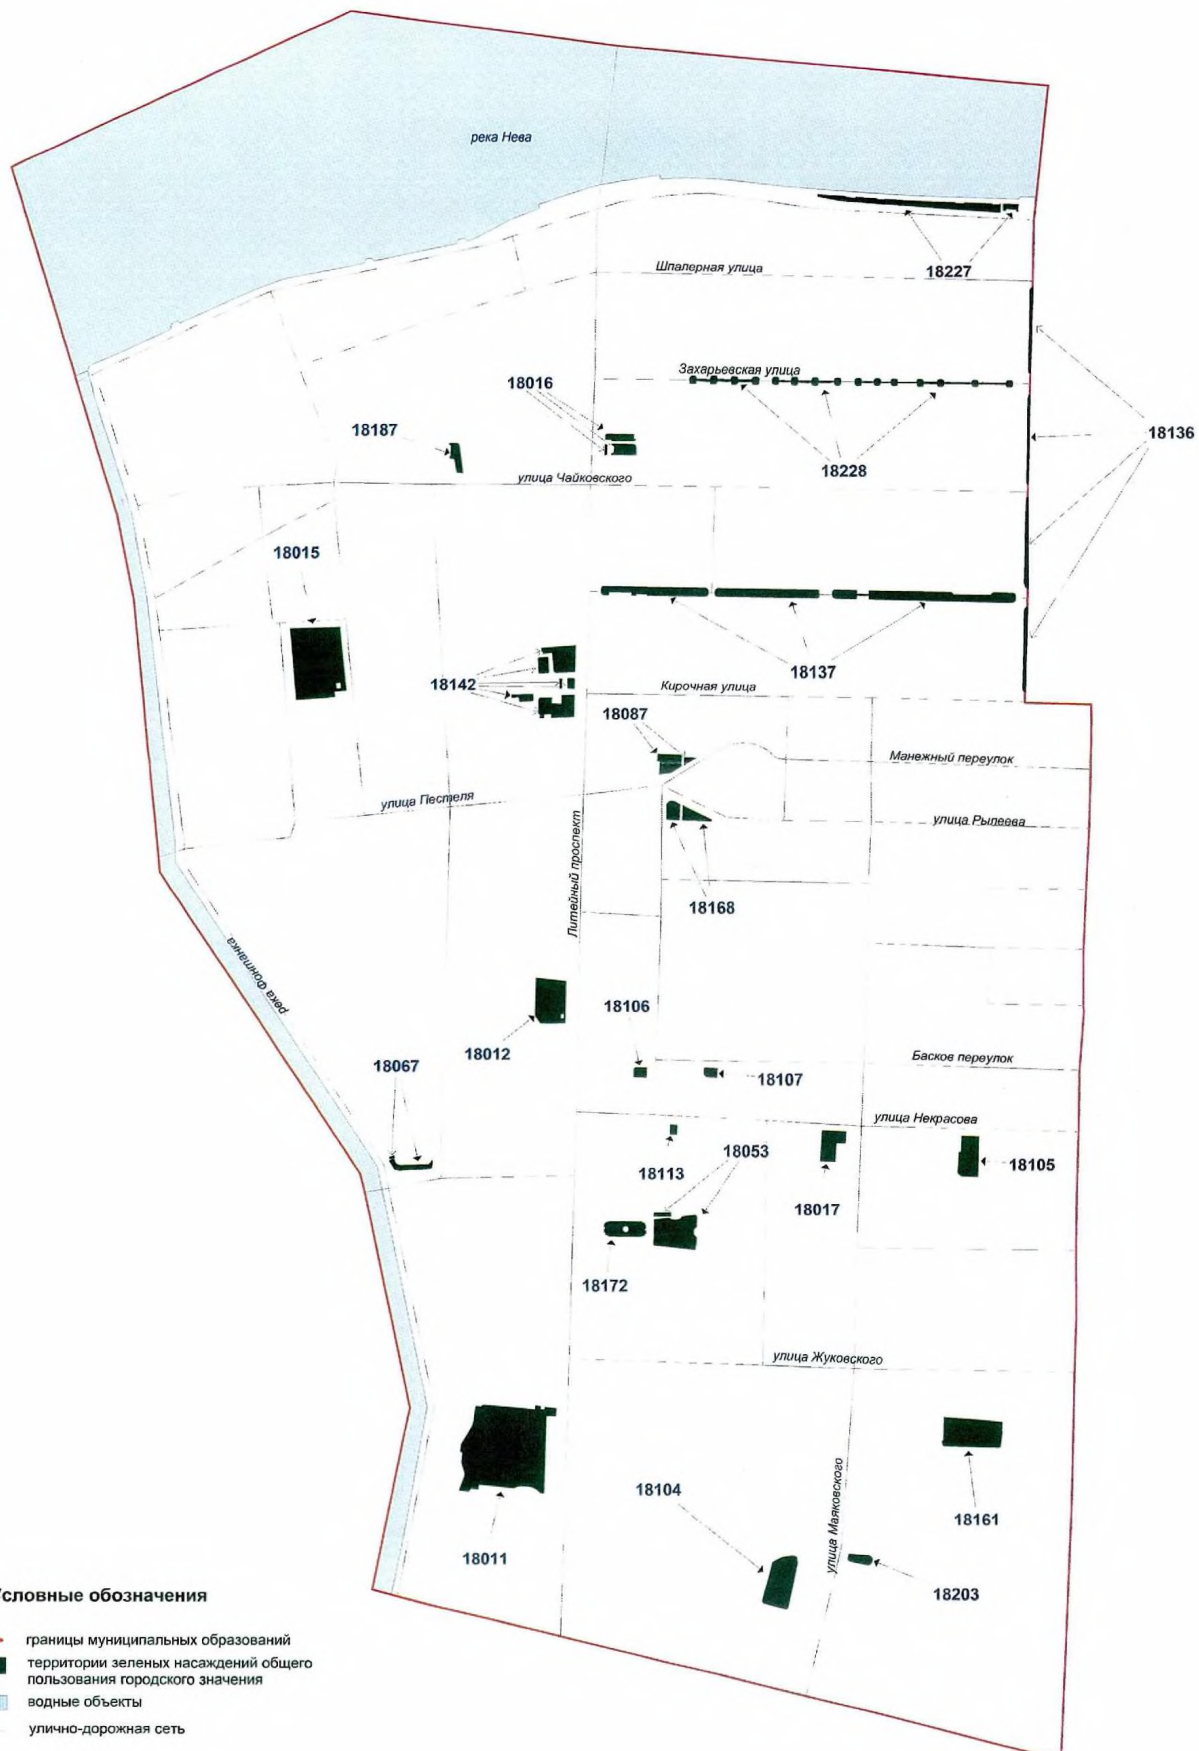 река Нева
Шпалерная улица
18227
Захарьевская улица
18016
18187
18136
18228
улица Чайковского
18015
18137
18142
Кирочная улица
18087
Манежный переулок
улица Пестеля
улица Рылеева
Литейный проспект
18168
река Фонтанка
18106
18012
Басков переулок
18067
18107
улица Некрасова
18053
18113
18105
18017
18172
улица Жуковского
18104
улица Маяковского
18161
18011
18203
словные обозначения
границы муниципальных образований
территории зеленых насаждений общего
пользования городского значения
водные объекты
улично-дорожная сеть